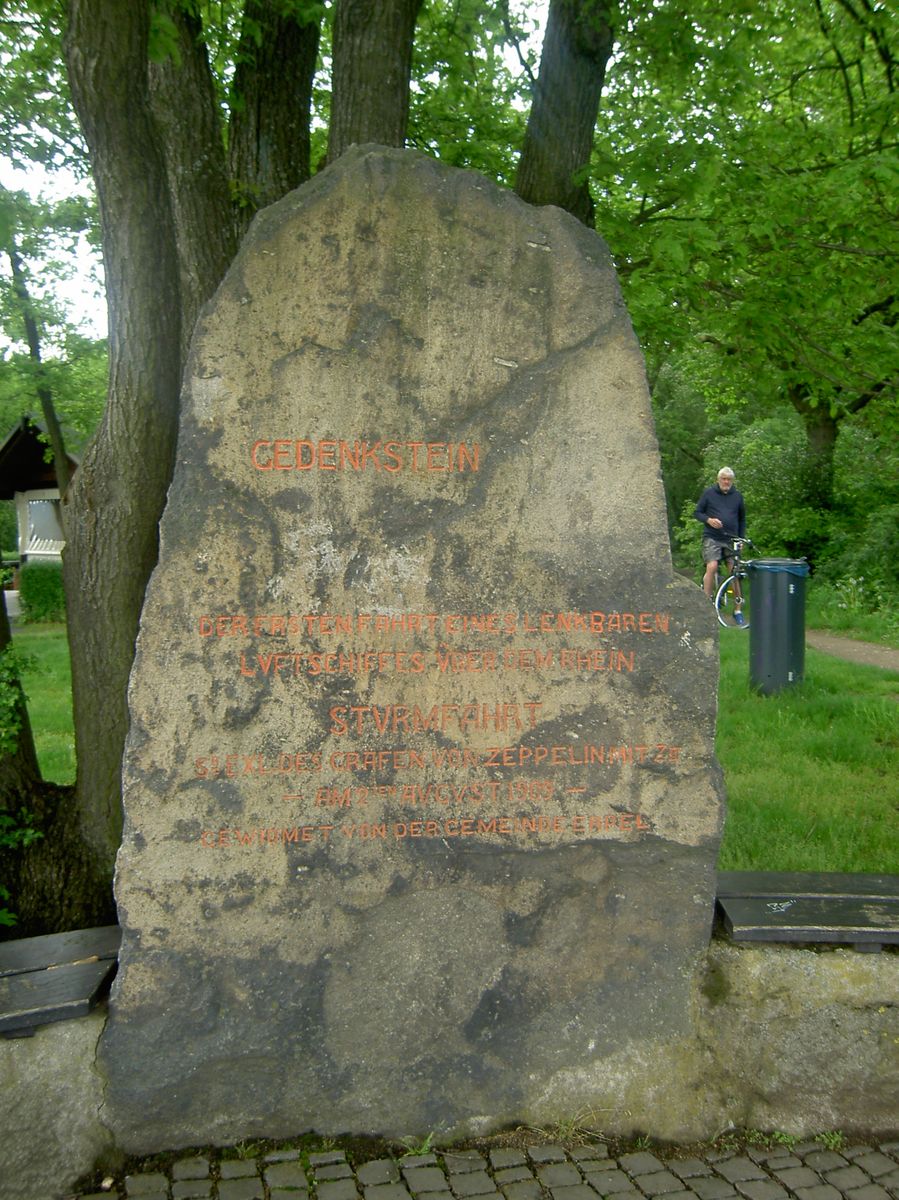 GEDENKSTEIN
DER ERSTEN FAHRT EINES LENKBAREN
LVFTSCHIFFES VBER DEM RHEIN
STVRMFAHRT
SR EXL. DES GRAFEN VON ZEPPELIN MIT ZII
— AM 2TEN AVGVST 1909 —
GEWIDMET VON DER GEMEINDE ERPEL